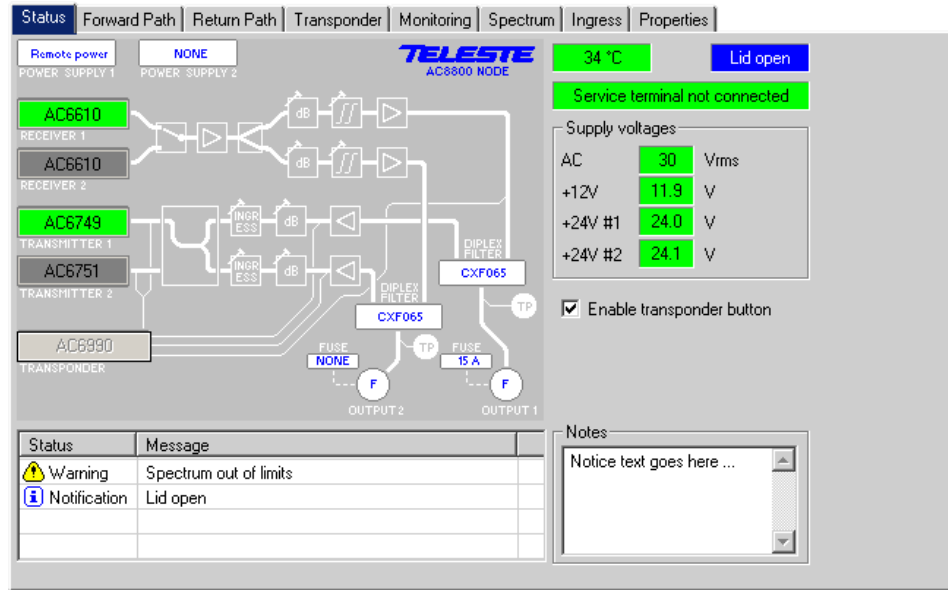 Status Forward Path Return Path Transponder Monitoring Spectrum Ingress Properties
Remote power NONE TELESTE
POWER SUPPLY 1 POWER SUPPLY 2 AC8800 NODE
34 °C Lid open
Service terminal not connected
AC6610
RECEIVER 1
dB
AC6610
RECEIVER 2
dB
Supply voltages
AC 30 Vrms
+12V 11.9 V
+24V #1 24.0 V
+24V #2 24.1 V
AC6749
TRANSMITTER 1
INGR
ESS
dB
AC6751
TRANSMITTER 2
INGR
ESS
dB
DIPLEX
FILTER
CXF065
TP
DIPLEX
FILTER
CXF065
TP
Enable transponder button
AC6990
TRANSPONDER
FUSE
NONE
FUSE
15 A
F
F
OUTPUT 2
OUTPUT 1
Status Message
Warning Spectrum out of limits
Notification Lid open
Notes
Notice text goes here ...